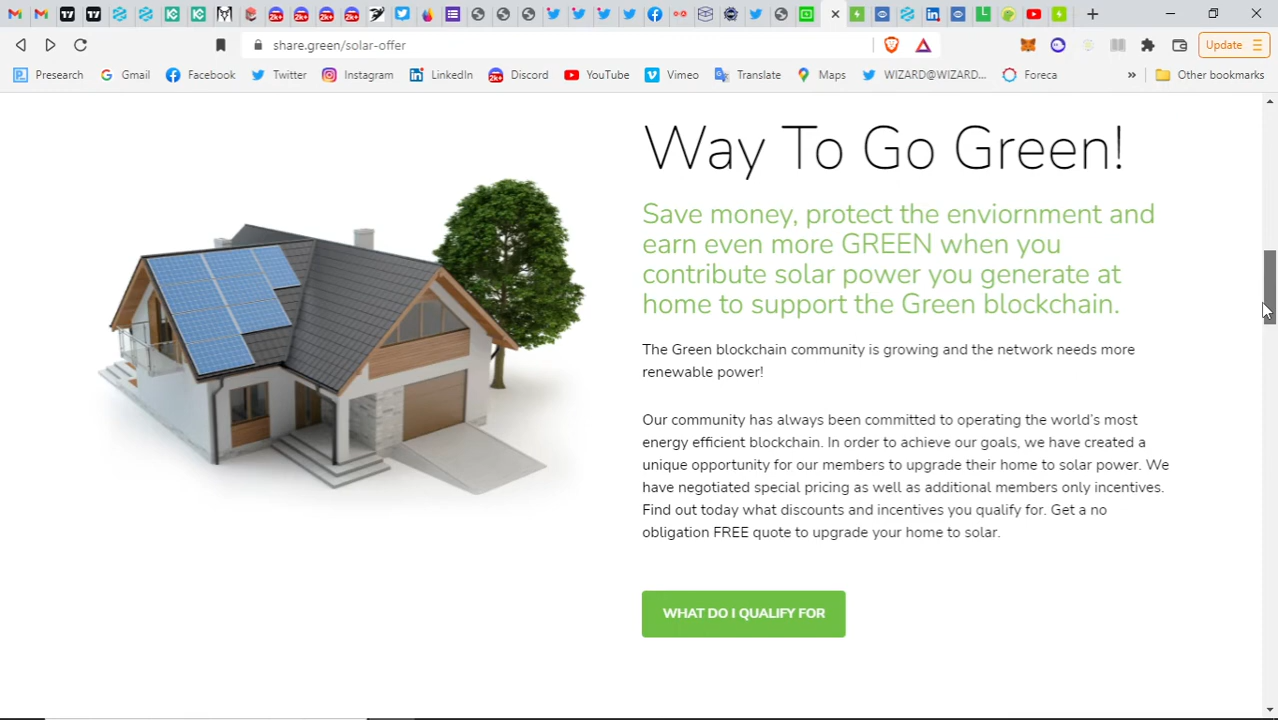 share.green/solar-offer
Update
Presearch
Gmail
Facebook
Twitter
Instagram
LinkedIn
Discord
YouTube
Vimeo
Translate
Maps
WIZARD@WIZARD...
Foreca
»
Other bookmarks
Way To Go Green!
Save money, protect the enviornment and
earn even more GREEN when you
contribute solar power you generate at
home to support the Green blockchain.
The Green blockchain community is growing and the network needs more
renewable power!
Our community has always been committed to operating the world's most
energy efficient blockchain. In order to achieve our goals, we have created a
unique opportunity for our members to upgrade their home to solar power. We
have negotiated special pricing as well as additional members only incentives.
Find out today what discounts and incentives you qualify for. Get a no
obligation FREE quote to upgrade your home to solar.
WHAT DO I QUALIFY FOR